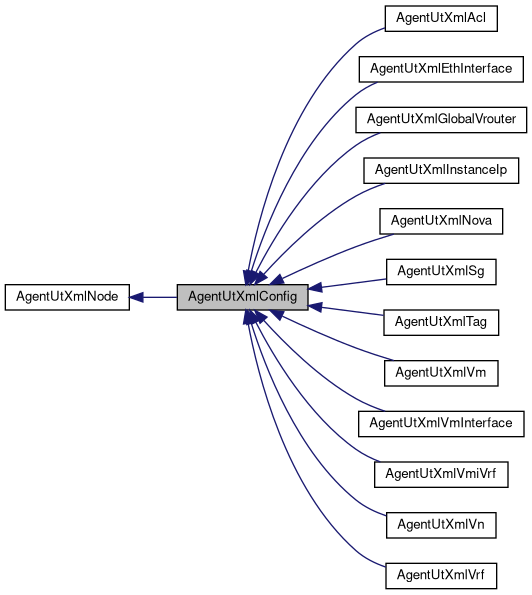 AgentUtXmlAcl
AgentUtXmlEthInterface
AgentUtXmlGlobalVrouter
AgentUtXmlInstanceIp
AgentUtXmlNova
AgentUtXmlSg
AgentUtXmlNode
AgentUtXmlConfig
AgentUtXmlTag
AgentUtXmlVm
AgentUtXmlVmInterface
AgentUtXmlVmiVrf
AgentUtXmlVn
AgentUtXmlVrf